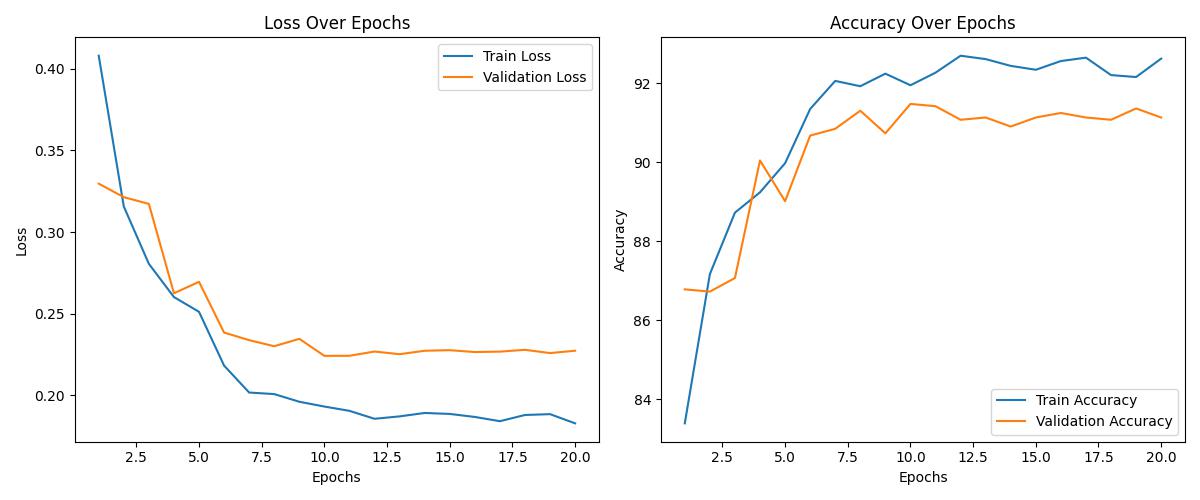 Loss Over Epochs
0.40
0.35
0.30
0.25
0.20
Loss
2.5 5.0 7.5 10.0 12.5 15.0 17.5 20.0
Epochs
Train Loss
Validation Loss
Accuracy Over Epochs
92
90
88
86
84
Accuracy
2.5 5.0 7.5 10.0 12.5 15.0 17.5 20.0
Epochs
Train Accuracy
Validation Accuracy